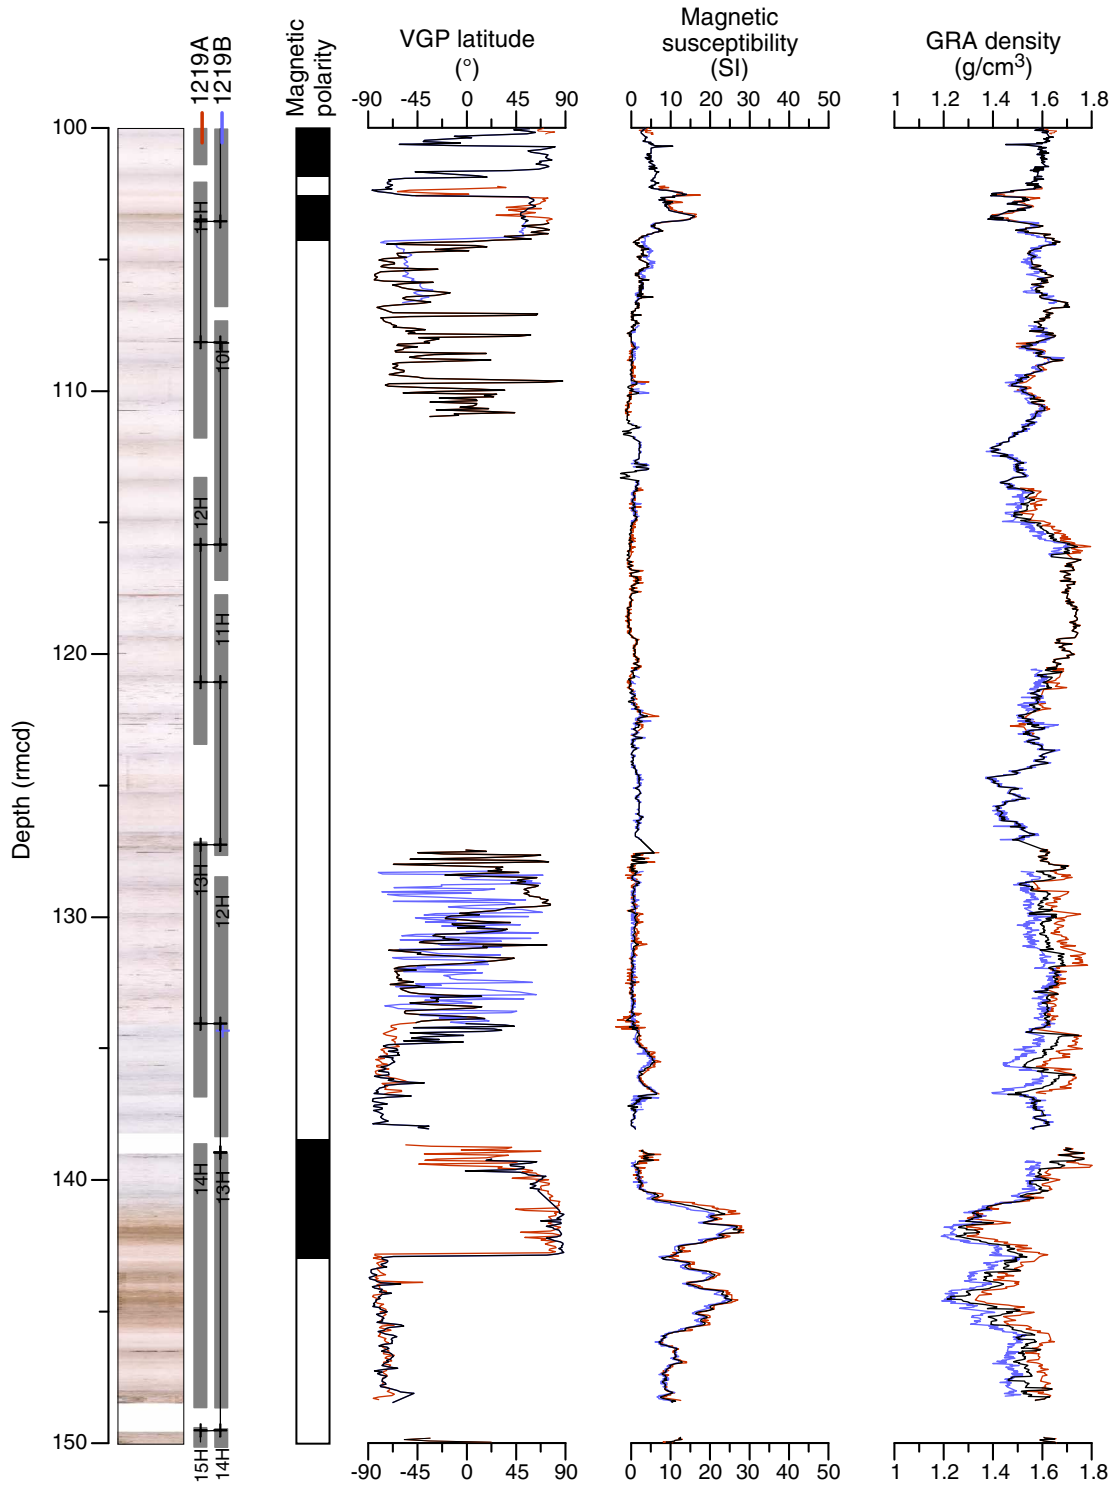 1219A
1219B
Magnetic
polarity
VGP latitude
(°)
Magnetic
susceptibility
(SI)
GRA density
(g/cm3)
-90 -45 0 45 90
0 10 20 30 40 50
1 1.2 1.4 1.6 1.8
100
110
120
130
140
150
Depth (rmcd)
11H
10H
12H
11H
13H
12H
14H
13H
15H
14H
-90 -45 0 45 90
0 10 20 30 40 50
1 1.2 1.4 1.6 1.8